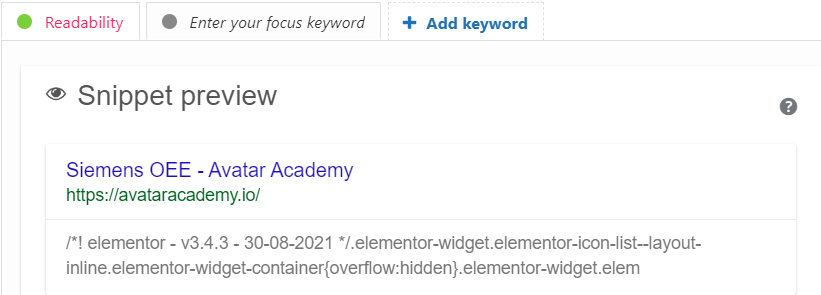 Readability
Enter your focus keyword
+ Add keyword
Snippet preview
?
Siemens OEE - Avatar Academy
https://avataracademy.io/
/*! elementor - v3.4.3 - 30-08-2021 */.elementor-widget.elementor-icon-list--layout-
inline.elementor-widget-container{overflow:hidden}.elementor-widget.elem